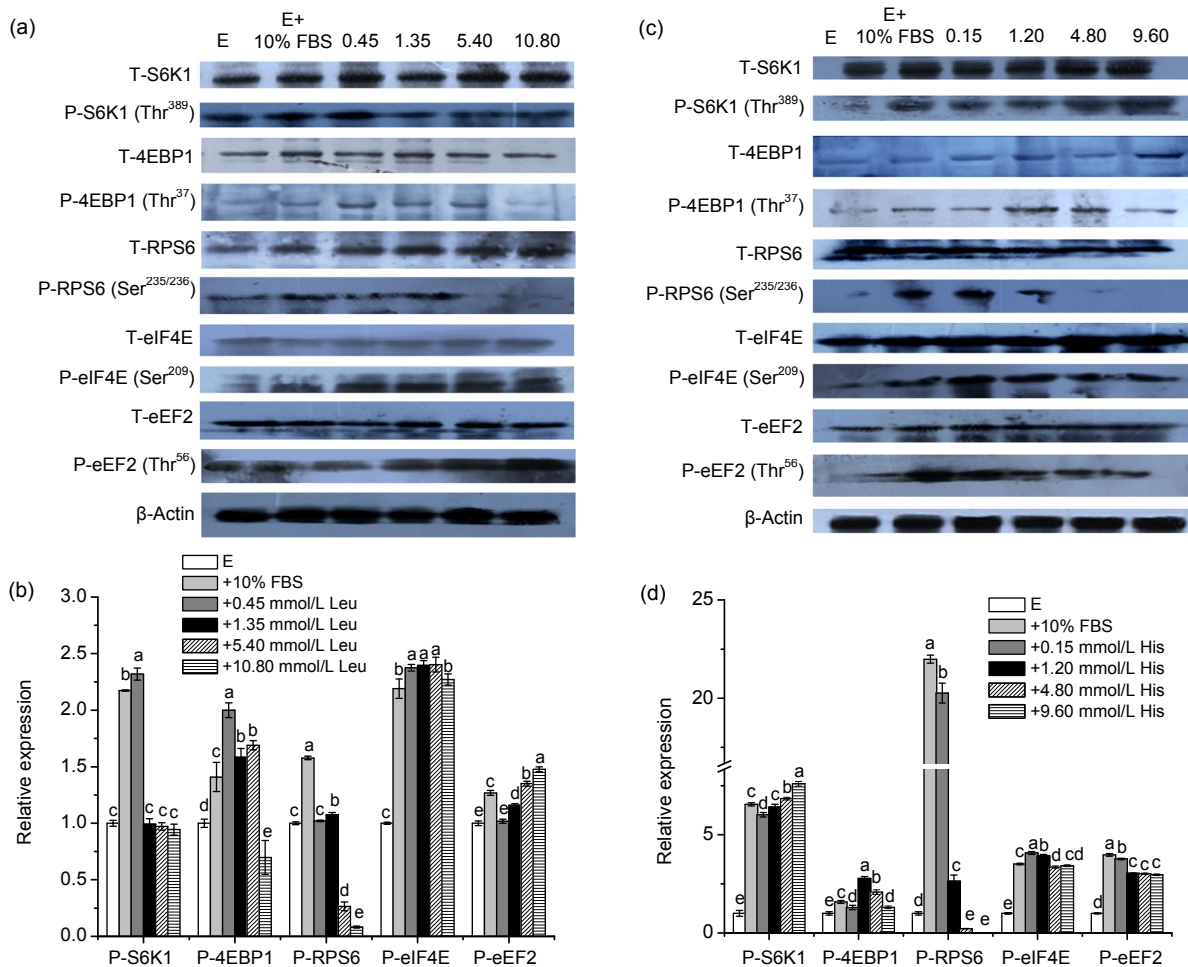 (a)
E+
E 10% FBS 0.45 1.35 5.40 10.80
T-S6K1
P-S6K1 (Thr389)
T-4EBP1
P-4EBP1 (Thr37)
T-RPS6
P-RPS6 (Ser235/236)
T-eIF4E
P-eIF4E (Ser209)
T-eEF2
P-eEF2 (Thr56)
β-Actin
(c)
E+
E 10% FBS 0.15 1.20 4.80 9.60
T-S6K1
P-S6K1 (Thr389)
T-4EBP1
P-4EBP1 (Thr37)
T-RPS6
P-RPS6 (Ser235/236)
T-eIF4E
P-eIF4E (Ser209)
T-eEF2
P-eEF2 (Thr56)
β-Actin
(b)
E
+10% FBS
+0.45 mmol/L Leu
+1.35 mmol/L Leu
+5.40 mmol/L Leu
+10.80 mmol/L Leu
Relative expression
3.0
2.5
2.0
1.5
1.0
0.5
0.0
c b a c c c
d c a b b e
c a c b d e
c b a a a b
e c e d b a
P-S6K1 P-4EBP1 P-RPS6 P-eIF4E P-eEF2
(d)
E
+10% FBS
+0.15 mmol/L His
+1.20 mmol/L His
+4.80 mmol/L His
+9.60 mmol/L His
Relative expression
25
20
5
0
e c d c b a
e c d a b d
d a b c e e
e c a b d cd
d a b c c c
P-S6K1 P-4EBP1 P-RPS6 P-eIF4E P-eEF2